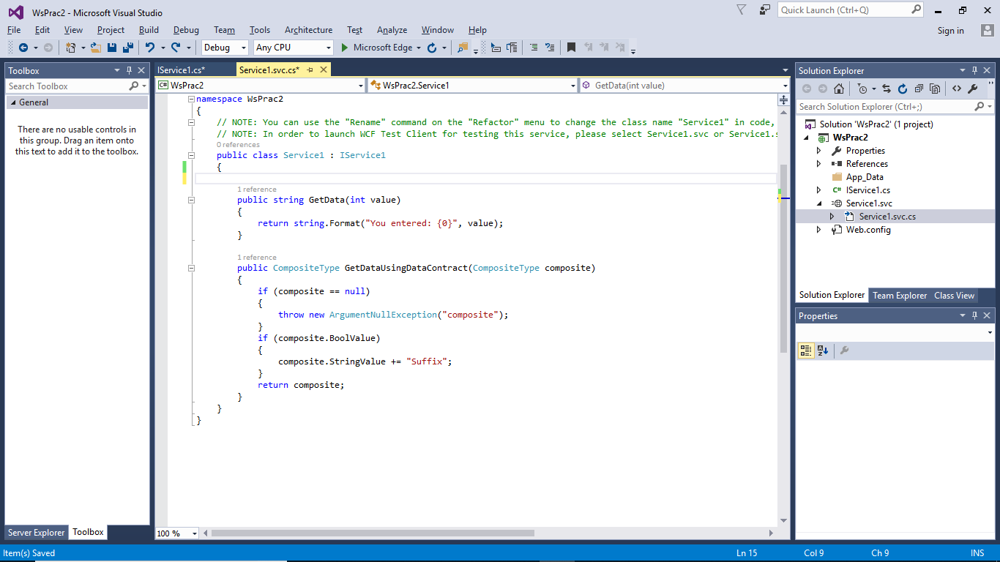 WsPrac2 - Microsoft Visual Studio
Quick Launch (Ctrl+Q)
File Edit View Project Build Debug Team Tools Architecture Test Analyze Window Help
Sign in
Debug Any CPU Microsoft Edge
Toolbox
Search Toolbox
General
There are no usable controls in
this group. Drag an item onto
this text to add it to the toolbox.
Server Explorer Toolbox
IService1.cs* Service1.svc.cs*
C# WsPrac2 WsPrac2.Service1 GetData(int value)
namespace WsPrac2
{
// NOTE: You can use the "Rename" command on the "Refactor" menu to change the class name "Service1" in code,
// NOTE: In order to launch WCF Test Client for testing this service, please select Service1.svc or Service1.s
0 references
public class Service1 : IService1
{
1 reference
public string GetData(int value)
{
return string.Format("You entered: {0}", value);
}
1 reference
public CompositeType GetDataUsingDataContract(CompositeType composite)
{
if (composite == null)
{
throw new ArgumentNullException("composite");
}
if (composite.BoolValue)
{
composite.StringValue += "Suffix";
}
return composite;
}
}
}
100 %
Solution Explorer
Search Solution Explorer (Ctrl+;)
Solution 'WsPrac2' (1 project)
WsPrac2
Properties
References
App_Data
C# IService1.cs
Service1.svc
Service1.svc.cs
Web.config
Solution Explorer Team Explorer Class View
Properties
Item(s) Saved Ln 15 Col 9 Ch 9 INS